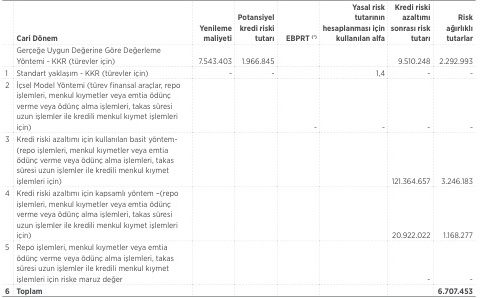 Cari Dönem	Yenileme maliyeti	Potansiyel kredi riski tutarı	EBPRT (*)	Yasal risk tutarının hesaplanması için kullanılan alfa	Kredi riski azaltımı sonrası risk tutarı	Risk ağırlıklı tutarlar
Gerçeğe Uygun Değerine Göre Değerleme
Yöntemi - KKR (türevler için)	7.543.403	1.966.845			9.510.248	2.292.993
1	Standart yaklaşım - KKR (türevler için)	-	-		1,4	-	-
2	İçsel Model Yöntemi (türev finansal araçlar, repo
işlemleri, menkul kıymetler veya emtia ödünç
verme veya ödünç alma işlemleri, takas süresi
uzun işlemler ile kredili menkul kıymet işlemleri
için)			-	-	-	-
3	Kredi riski azaltımı için kullanılan basit yöntem-
(repo işlemleri, menkul kıymetler veya emtia
ödünç verme veya ödünç alma işlemleri, takas
süresi uzun işlemler ile kredili menkul kıymet
işlemleri için)					121.364.657	3.246.183
4	Kredi riski azaltımı için kapsamlı yöntem –(repo
işlemleri, menkul kıymetler veya emtia ödünç
verme veya ödünç alma işlemleri, takas süresi
uzun işlemler ile kredili menkul kıymet işlemleri
için)					20.922.022	1.168.277
5	Repo işlemleri, menkul kıymetler veya emtia
ödünç verme veya ödünç alma işlemleri, takas
süresi uzun işlemler ile kredili menkul kıymet
işlemleri için riske maruz değer					-	-
6	Toplam						6.707.453